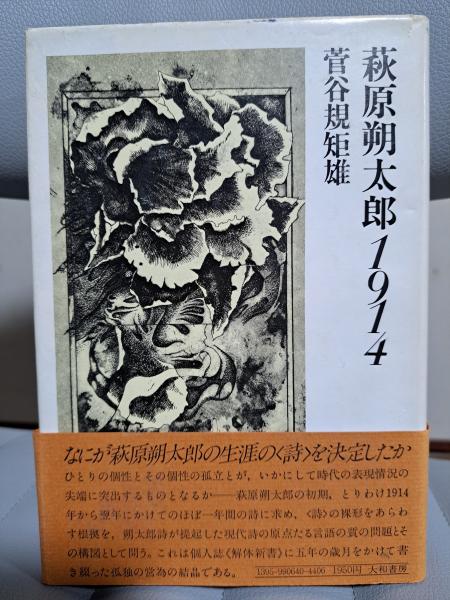 萩原朔太郎1914
菅谷規矩雄
なにが萩原朔太郎の生涯の〈詩〉を決定したか
ひとりの個性とその個性の孤立とが，いかにして時代の表現情況の
尖端に突出するものとなるか――萩原朔太郎の初期，とりわけ1914
年から翌年にかけてのほぼ一年間の詩に求め，〈詩〉の裸形をあらわ
す根拠を，朔太郎詩が提起した現代詩の原点たる言語の質の問題とそ
の構図として問う。これは個人誌〈解体新書〉に五年の歳月をかけて書
き綴った孤独の営為の結晶である。
1395-990640-4406 1950円 大和書房